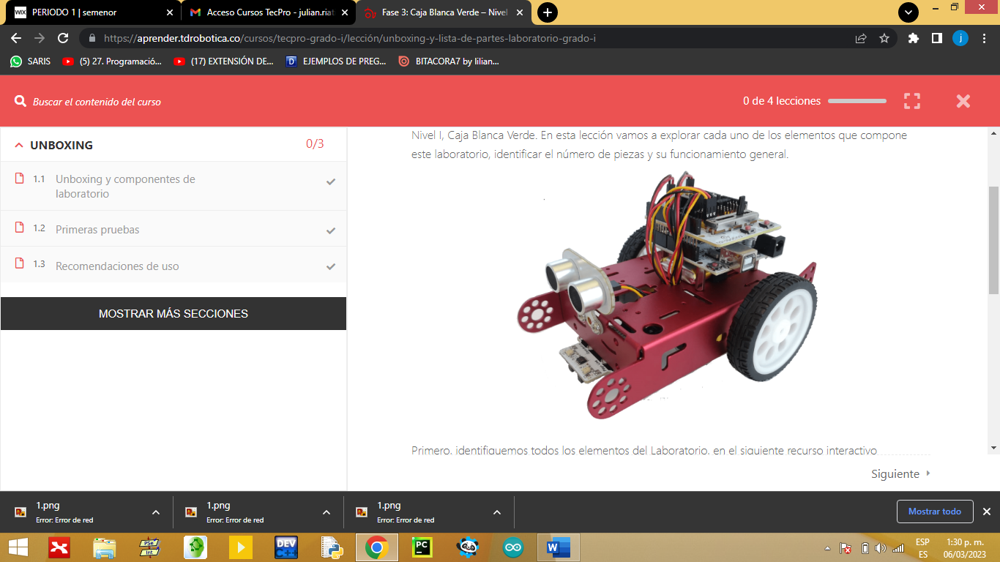 WIX PERIODO 1 | semenor
Acceso Cursos TecPro - julian.riat
Fase 3: Caja Blanca Verde – Nivel
https://aprender.tdrobotica.co/cursos/tecpro-grado-i/lección/unboxing-y-lista-de-partes-laboratorio-grado-i
j
SARIS
(5) 27. Programació...
(17) EXTENSIÓN DE...
D EJEMPLOS DE PREG...
BITACORA7 by lilian...
Buscar el contenido del curso
0 de 4 lecciones
UNBOXING 0/3
1.1 Unboxing y componentes de
laboratorio
1.2 Primeras pruebas
1.3 Recomendaciones de uso
MOSTRAR MÁS SECCIONES
Nivel I, Caja Blanca Verde. En esta lección vamos a explorar cada uno de los elementos que compone
este laboratorio, identificar el número de piezas y su funcionamiento general.
Primero, identifiquemos todos los elementos del Laboratorio, en el siguiente recurso interactivo
Siguiente
1.png
Error: Error de red
1.png
Error: Error de red
1.png
Error: Error de red
Mostrar todo
PSe
Int
DEV
C++
PC
W
ESP
ES
1:30 p. m.
06/03/2023